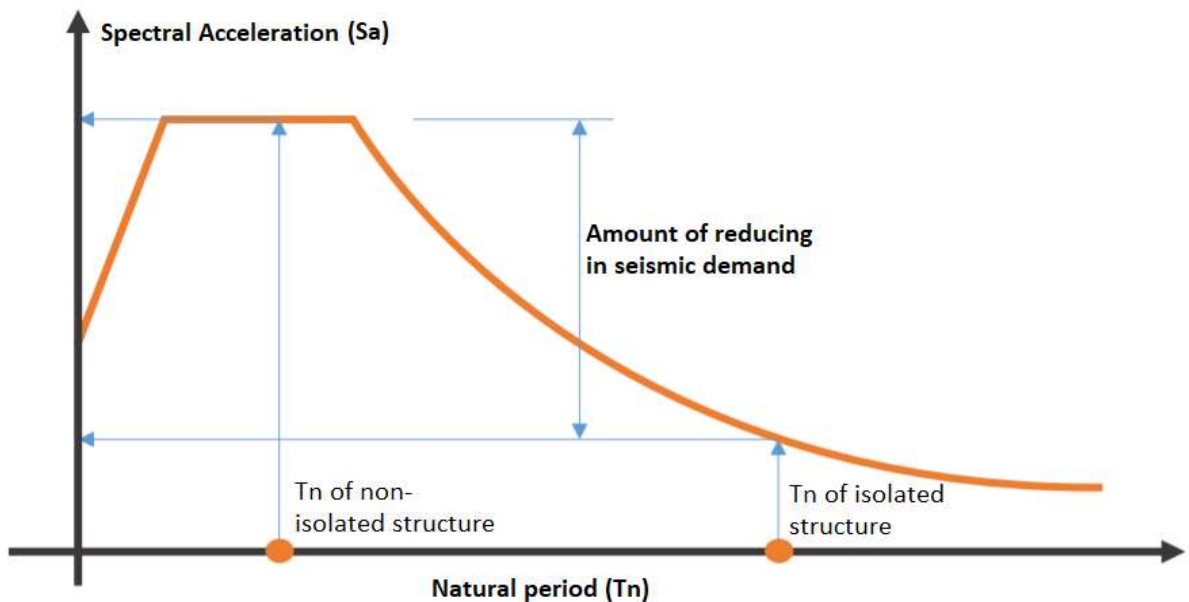 Spectral Acceleration (Sa)
Amount of reducing
in seismic demand
Tn of non-
isolated structure
Tn of isolated
structure
Natural period (Tn)